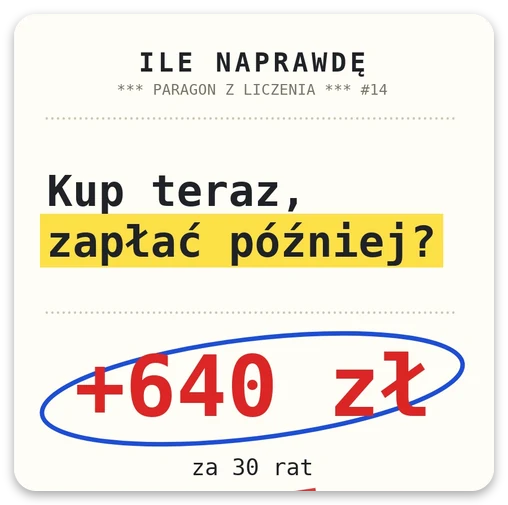 ILE NAPRAWDĘ
*** PARAGON Z LICZENIA *** #14
Kup teraz,
zapłać później?
+640 zł
za 30 rat